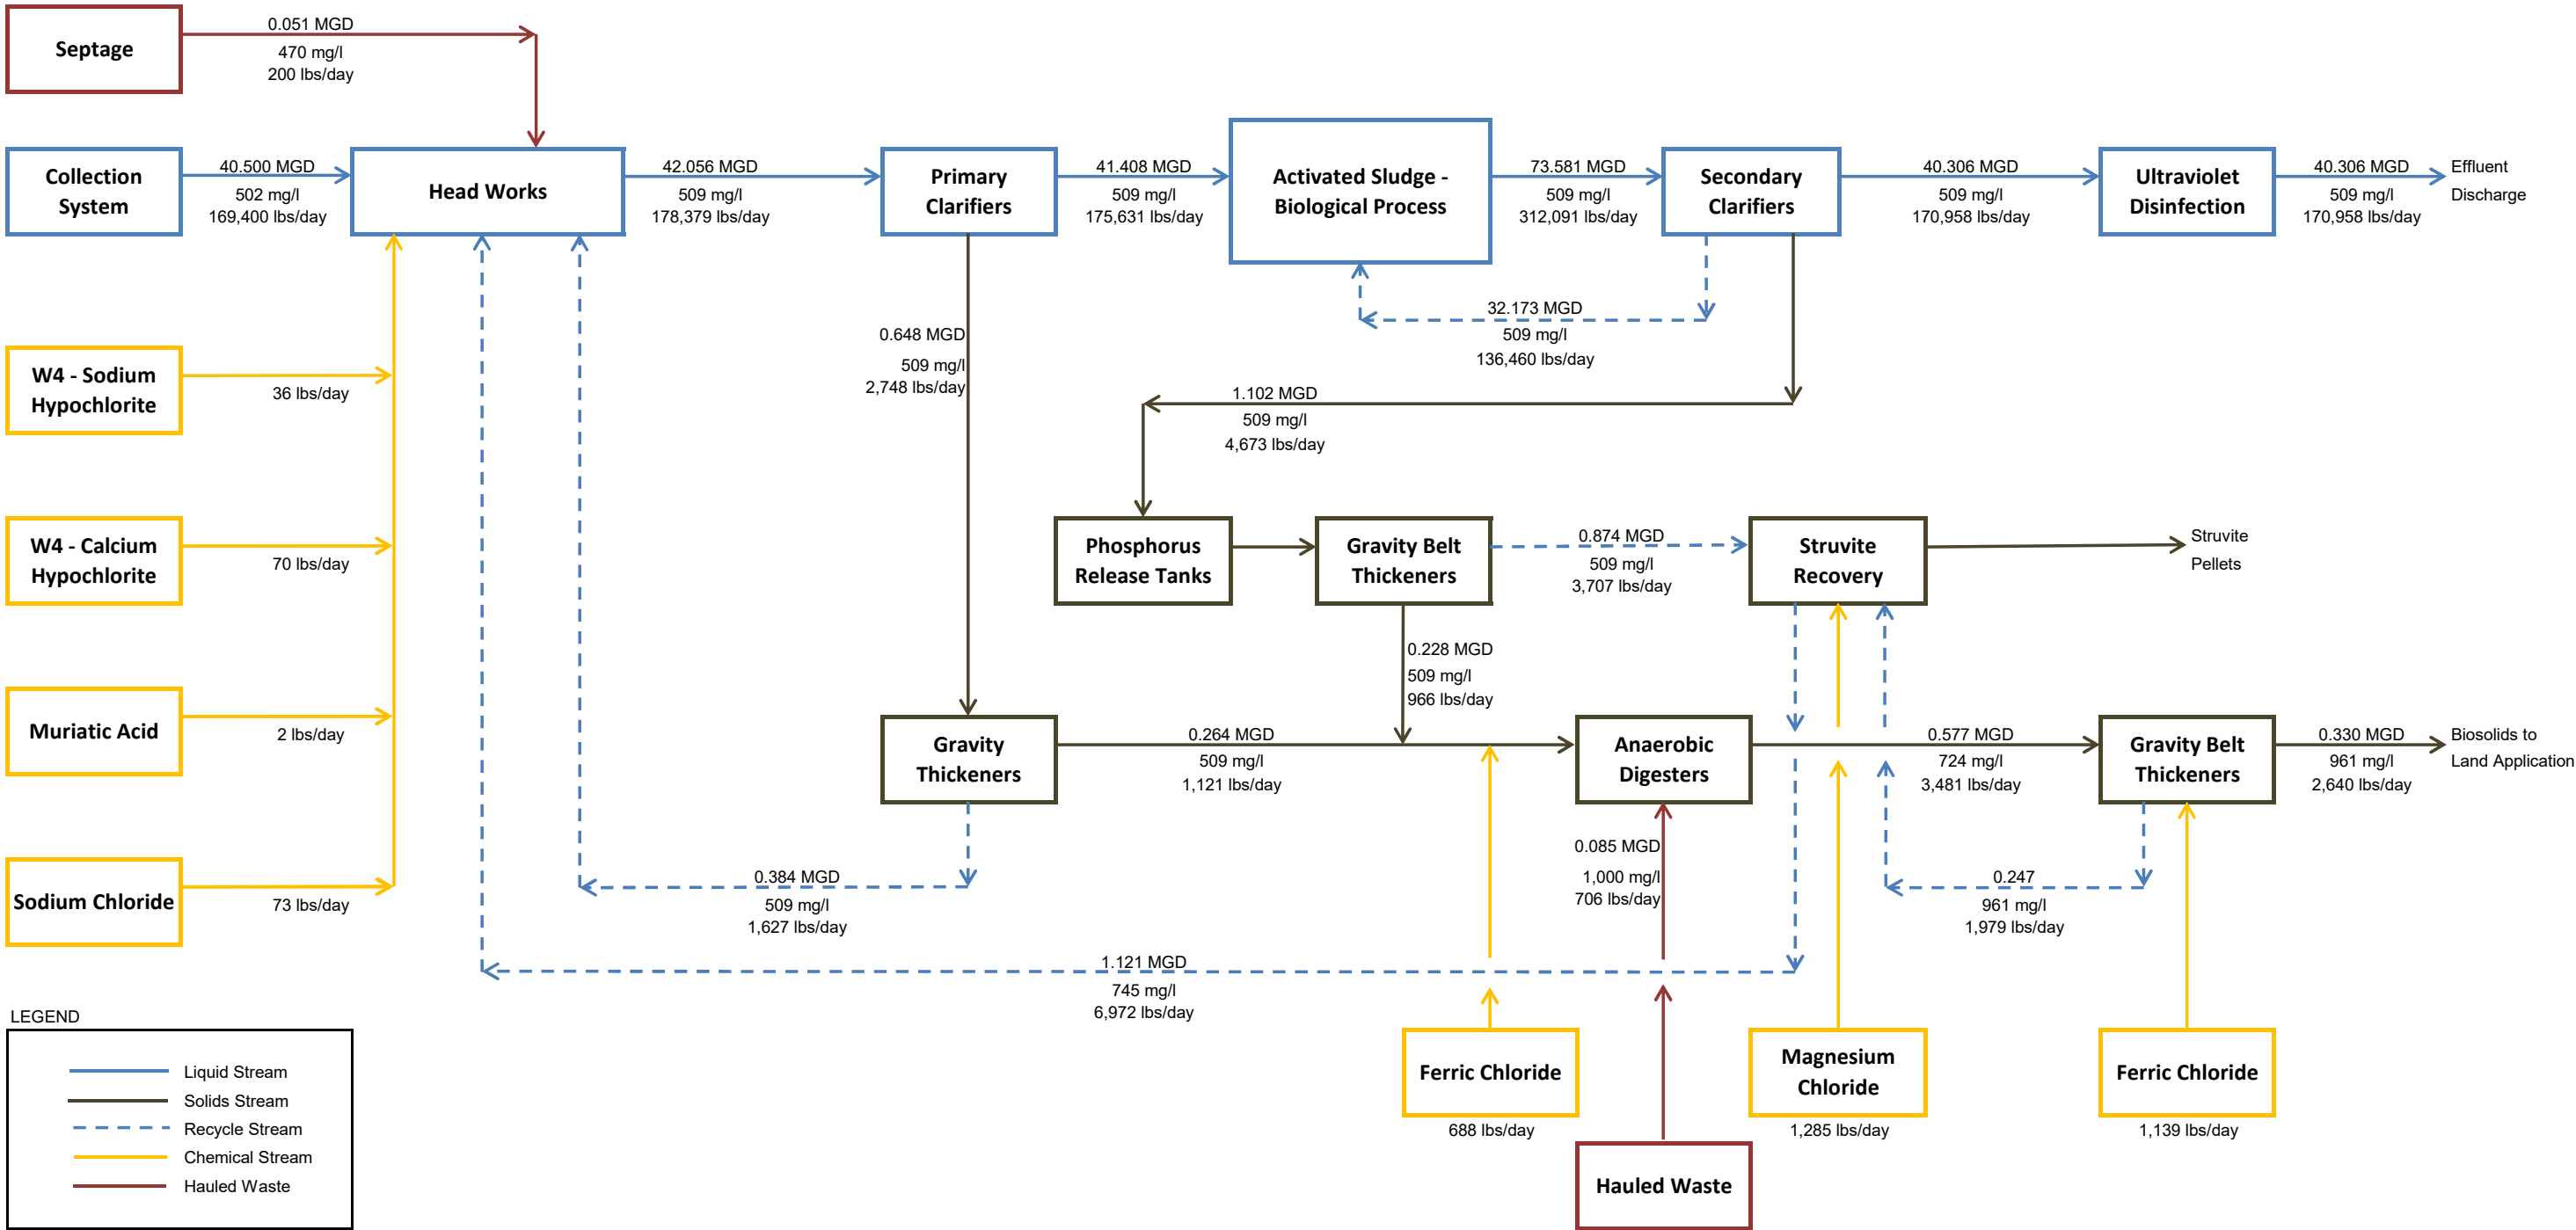 0.051 MGD
Septage
470 mg/l
200 lbs/day
40.500 MGD
42.056 MGD
41.408 MGD
73.581 MGD
40.306 MGD
40.306 MGD
Effluent
Discharge
Collection
System
502 mg/l
169,400 lbs/day
Head Works
509 mg/l
178,379 lbs/day
Primary
Clarifiers
509 mg/l
175,631 lbs/day
Activated Sludge -
Biological Process
509 mg/l
312,091 lbs/day
Secondary
Clarifiers
509 mg/l
170,958 lbs/day
Ultraviolet
Disinfection
509 mg/l
170,958 lbs/day
32.173 MGD
509 mg/l
136,460 lbs/day
0.648 MGD
509 mg/l
2,748 lbs/day
W4 - Sodium
Hypochlorite
36 lbs/day
1.102 MGD
509 mg/l
4,673 lbs/day
W4 - Calcium
Hypochlorite
70 lbs/day
Phosphorus
Release Tanks
Gravity Belt
Thickeners
0.874 MGD
509 mg/l
3,707 lbs/day
Struvite
Recovery
Struvite
Pellets
0.228 MGD
509 mg/l
966 lbs/day
Muriatic Acid
2 lbs/day
Gravity
Thickeners
0.264 MGD
509 mg/l
1,121 lbs/day
Anaerobic
Digesters
0.577 MGD
724 mg/l
3,481 lbs/day
Gravity Belt
Thickeners
0.330 MGD
961 mg/l
2,640 lbs/day
Biosolids to
Land Application
0.085 MGD
1,000 mg/l
706 lbs/day
Sodium Chloride
73 lbs/day
0.384 MGD
509 mg/l
1,627 lbs/day
0.247
961 mg/l
1,979 lbs/day
1.121 MGD
745 mg/l
6,972 lbs/day
LEGEND
Liquid Stream
Solids Stream
Recycle Stream
Chemical Stream
Hauled Waste
Ferric Chloride
688 lbs/day
Magnesium
Chloride
1,285 lbs/day
Ferric Chloride
1,139 lbs/day
Hauled Waste